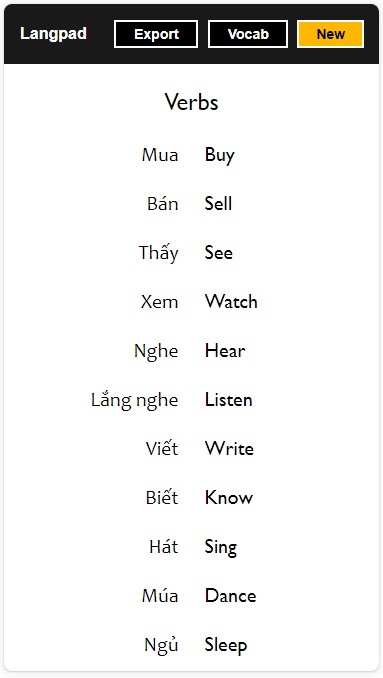 Langpad Export Vocab New
Verbs
Mua Buy
Bán Sell
Thấy See
Xem Watch
Nghe Hear
Lắng nghe Listen
Viết Write
Biết Know
Hát Sing
Múa Dance
Ngủ Sleep